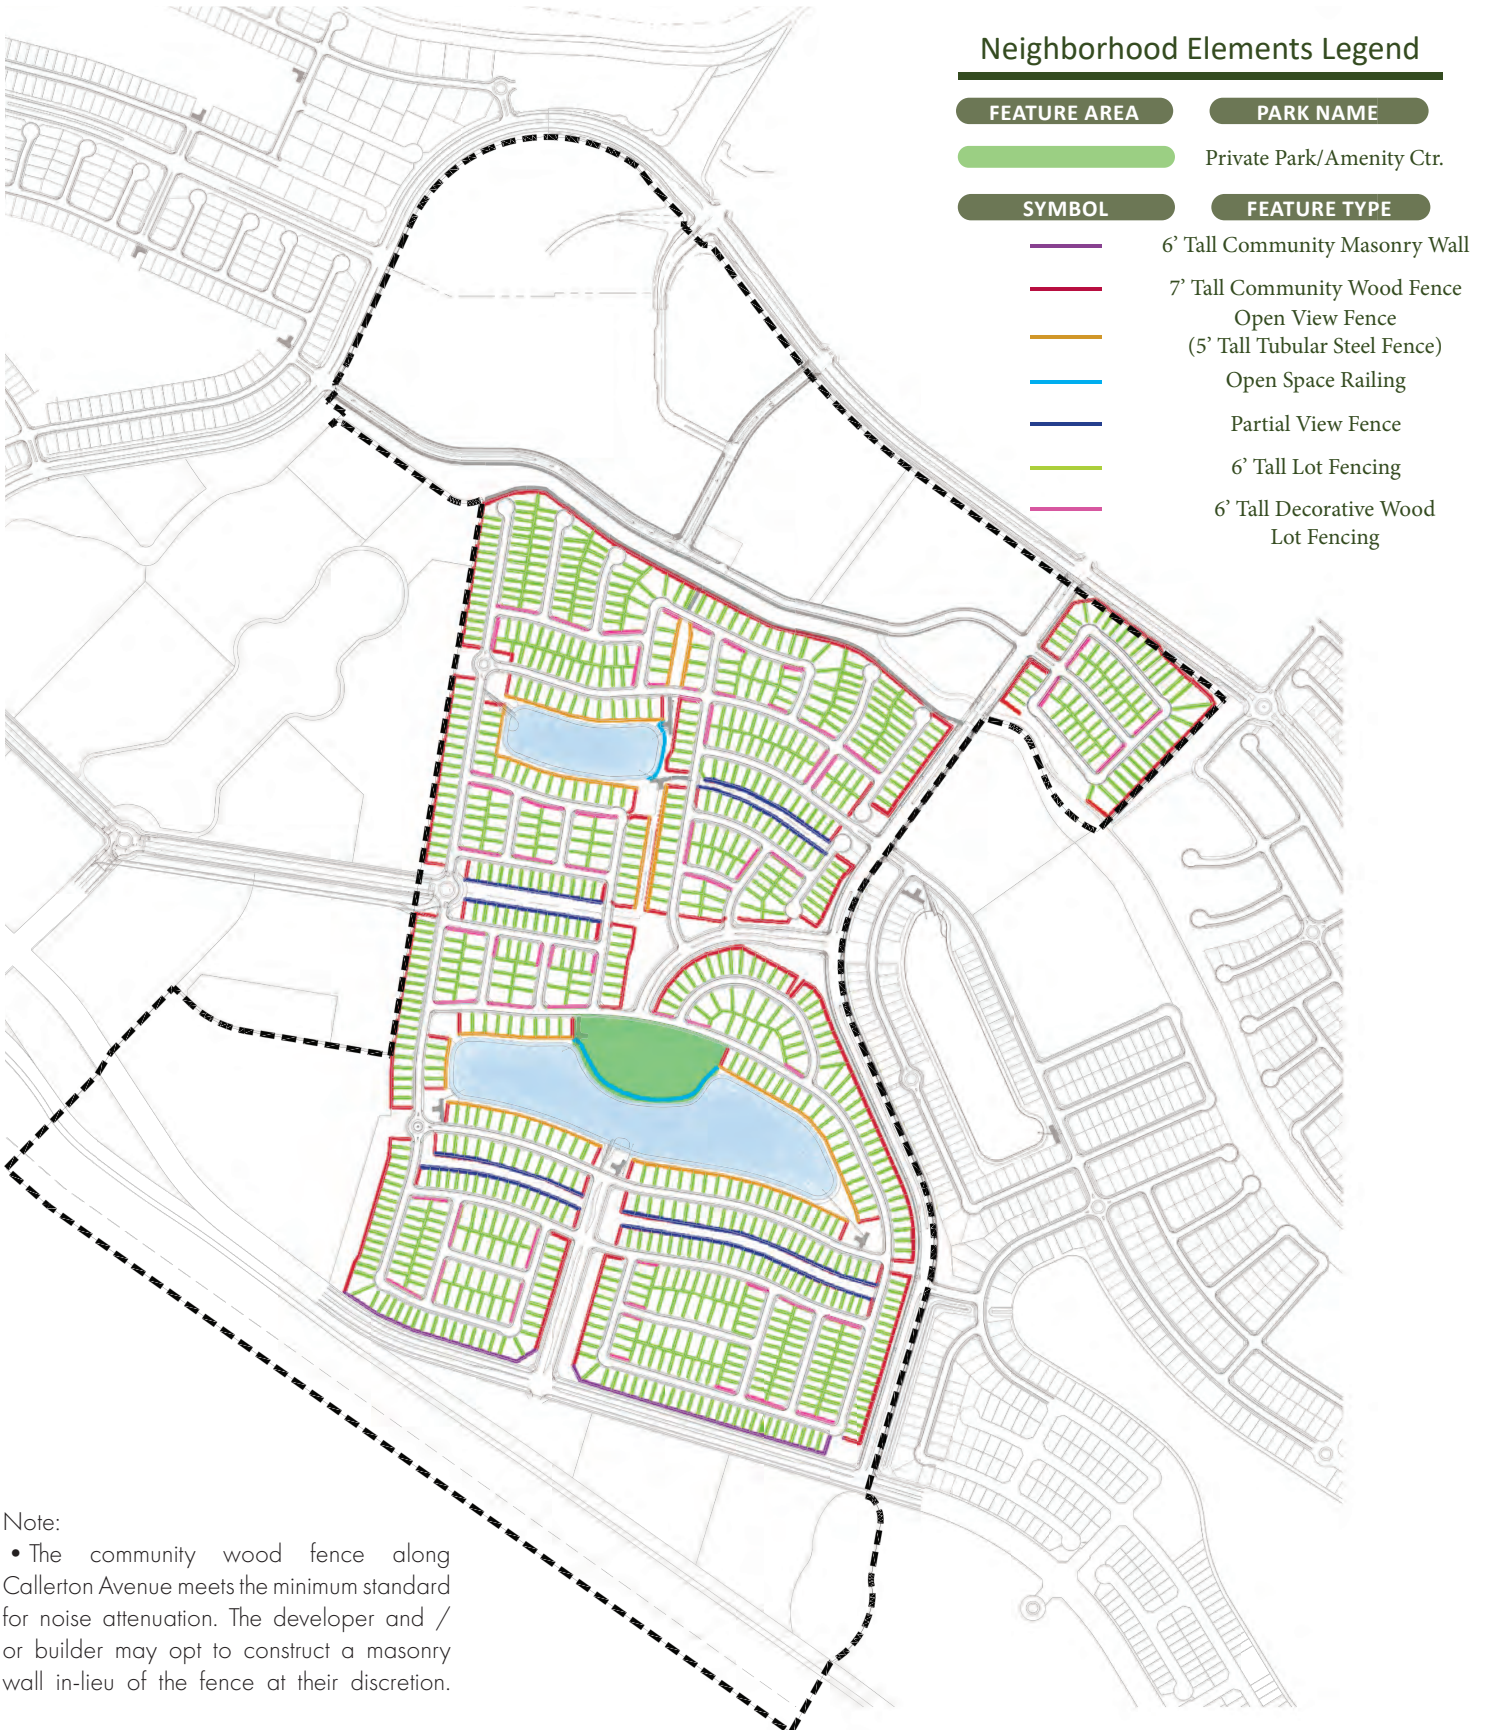 Neighborhood Elements Legend
FEATURE AREA
PARK NAME
Private Park/Amenity Ctr.
SYMBOL
FEATURE TYPE
6’ Tall Community Masonry Wall
7’ Tall Community Wood Fence
Open View Fence
(5’ Tall Tubular Steel Fence)
Open Space Railing
Partial View Fence
6’ Tall Lot Fencing
6’ Tall Decorative Wood
Lot Fencing
Note:
• The community wood fence along
Callerton Avenue meets the minimum standard
for noise attenuation. The developer and /
or builder may opt to construct a masonry
wall in-lieu of the fence at their discretion.